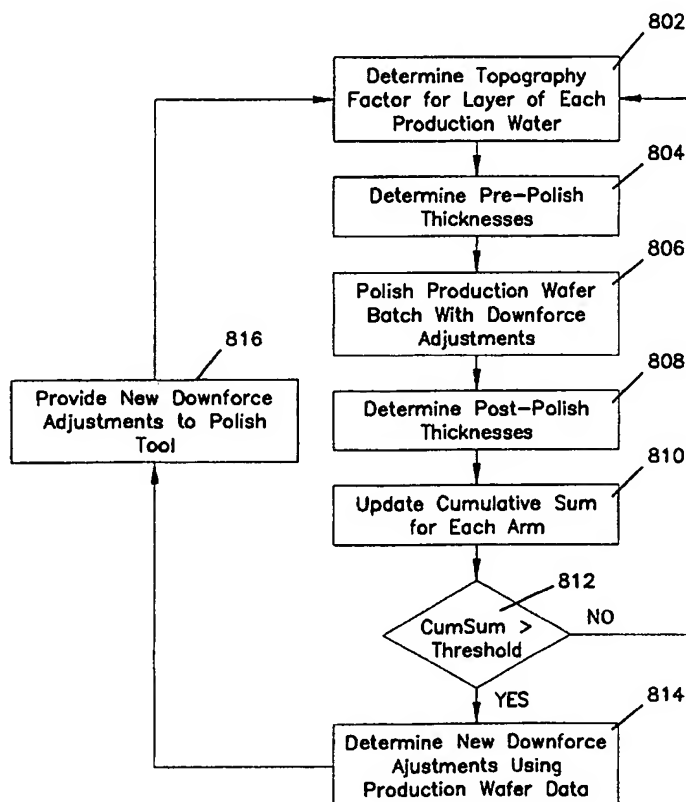 802
Determine Topography
Factor for Layer of Each
Production Water
804
Determine Pre-Polish
Thicknesses
806
Polish Production Wafer
Batch With Downforce
Adjustments
816
Provide New Downforce
Adjustments to Polish
Tool
808
Determine Post-Polish
Thicknesses
810
Update Cumulative Sum
for Each Arm
812
CumSum >
Threshold
NO
YES
814
Determine New Downforce
Ajustments Using
Production Wafer Data